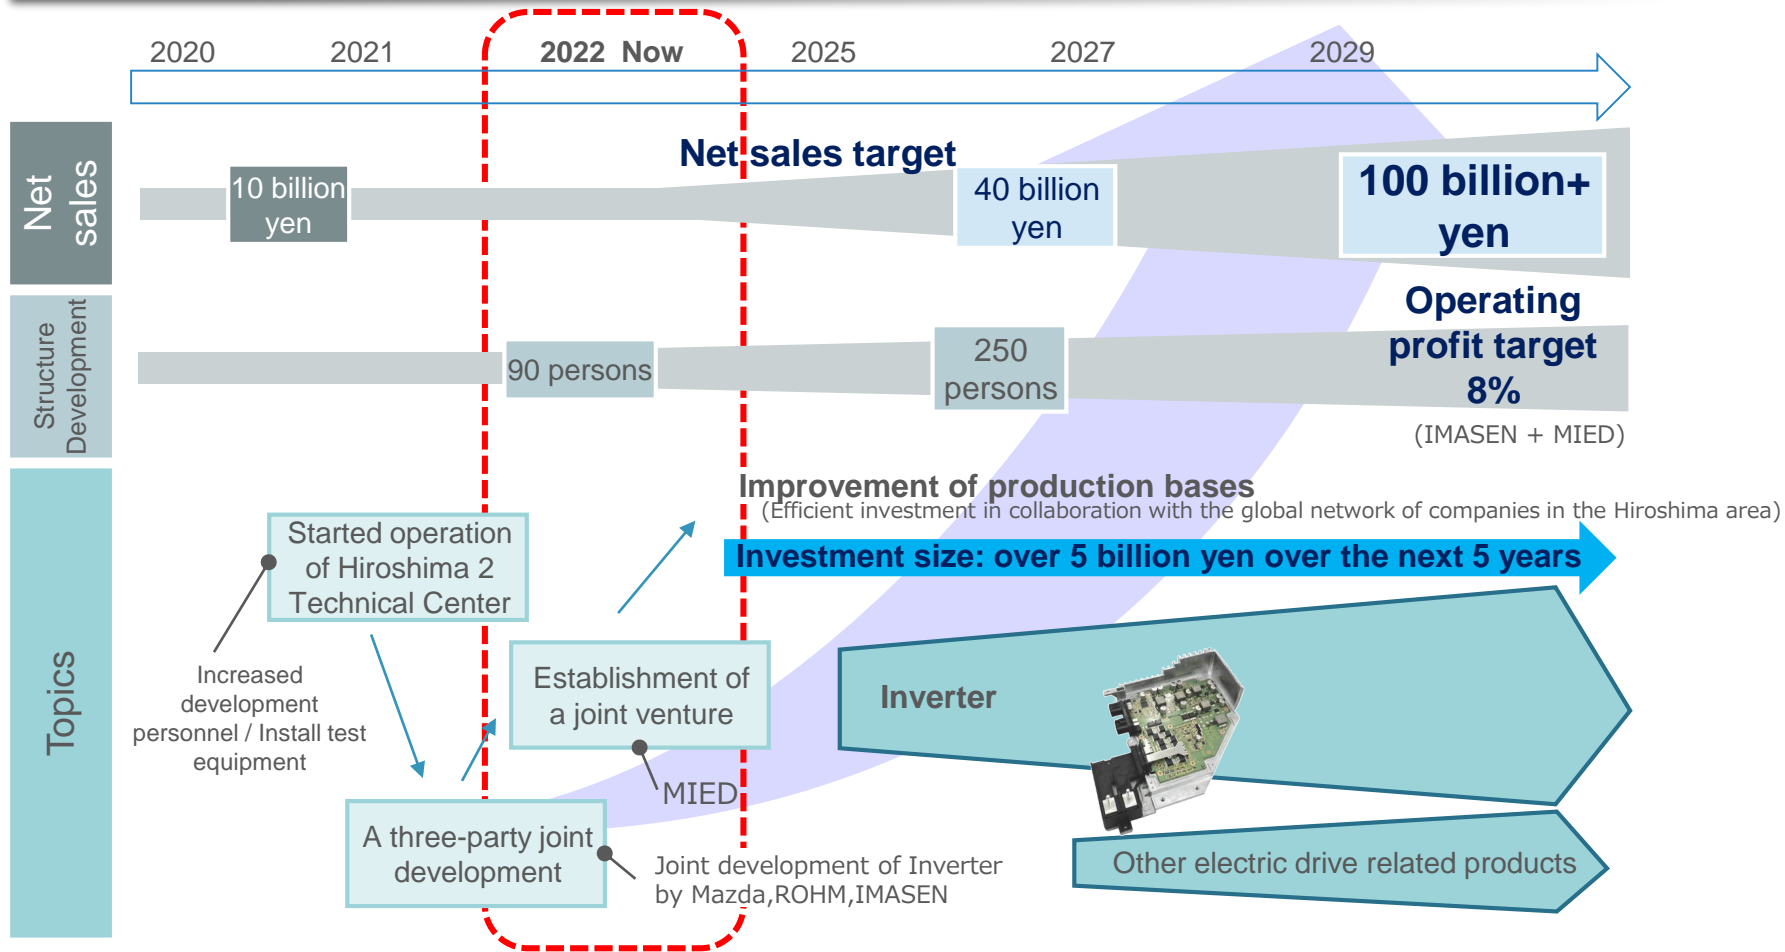 2020
2021
2022 Now
2025
2027
2029
Net
sales
10 billion
yen
Net sales target
40 billion
yen
100 billion+
yen
Structure
Development
90 persons
250
persons
Operating
profit target
8%
(IMASEN + MIED)
Topics
Improvement of production bases
(Efficient investment in collaboration with the global network of companies in the Hiroshima area)
Investment size: over 5 billion yen over the next 5 years
Started operation
of Hiroshima 2
Technical Center
Increased
development
personnel / Install test
equipment
Establishment of
a joint venture
MIED
A three-party joint
development
Joint development of Inverter
by Mazda,ROHM,IMASEN
Inverter
Other electric drive related products